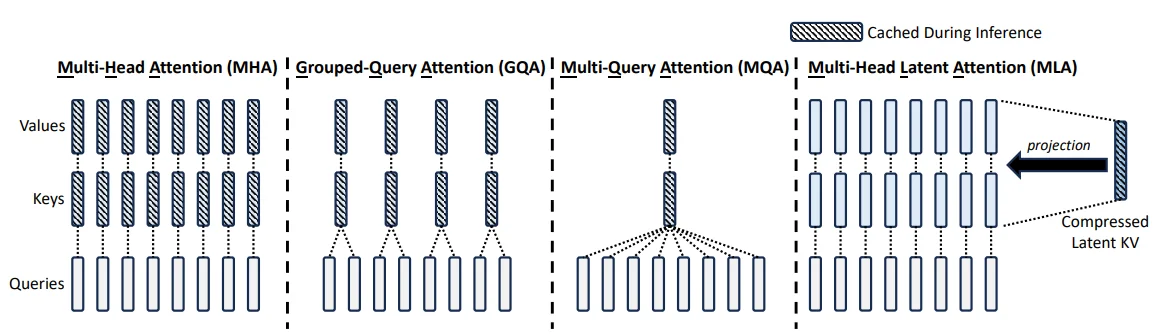 Cached During Inference
Multi-Head Attention (MHA)
Grouped-Query Attention (GQA)
Multi-Query Attention (MQA)
Multi-Head Latent Attention (MLA)
Values
Keys
Queries
projection
Compressed
Latent KV